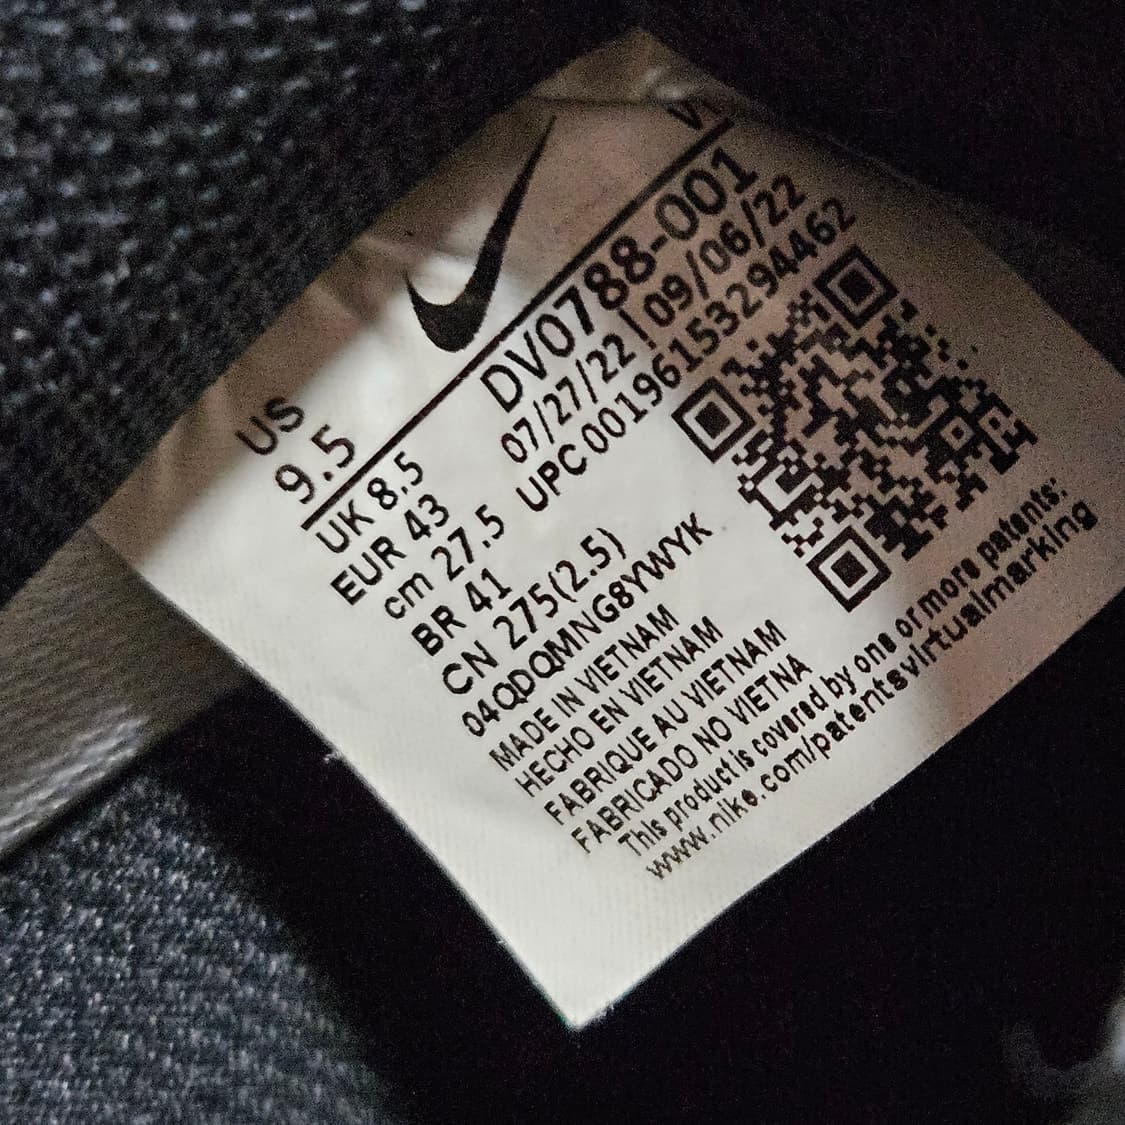 US
9.5
VN
DV0788-001
UK 8.5
07/27/22 | 09/06/22
EUR 43
UPC 00196153294462
cm 27.5
BR 41
CN 275(2.5)
04QDQMNG8YWYK
MADE IN VIETNAM
HECHO EN VIETNAM
FABRIQUE AU VIETNAM
FABRICADO NO VIETNA
This product is covered by one or more patents:
www.nike.com/patentsvirtualmarking